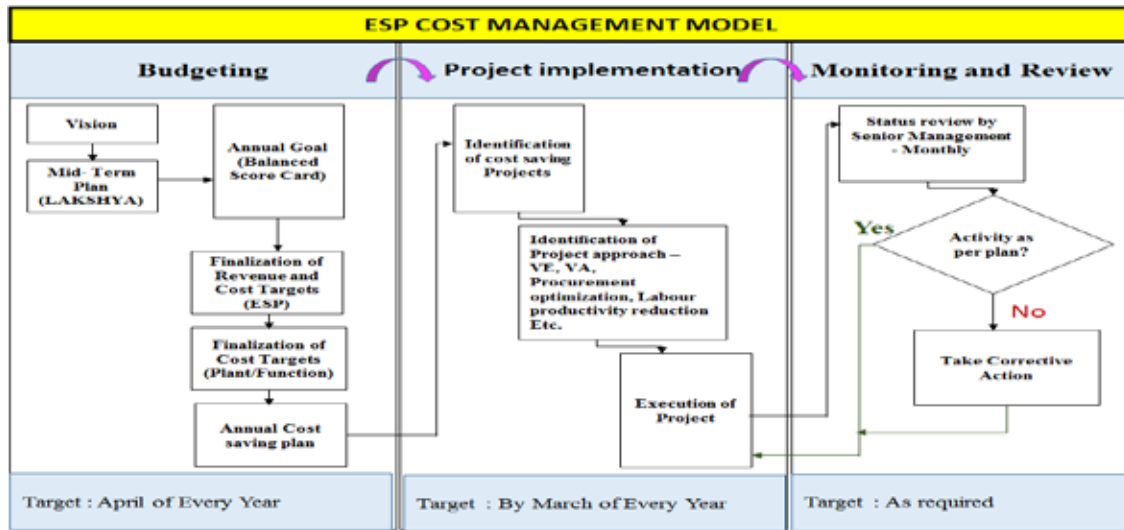 ESP COST MANAGEMENT MODEL
Budgeting
Vision
Mid- Term
Plan
(LAKSHYA)
Annual Goal
(Balanced
Score Card)
Finalization of
Revenue and
Cost Targets
(ESP)
Finalization of
Cost Targets
(Plant/Function)
Annual Cost
saving plan
Target : April of Every Year
Project implementation
Identification
of cost saving
Projects
Identification of
Project approach –
VE, VA,
Procurement
optimization, Labour
productivity reduction
Etc.
Execution of
Project
Target : By March of Every Year
Monitoring and Review
Status review by
Senior Management
- Monthly
Activity as
per plan?
Yes
No
Take Corrective
Action
Target : As required